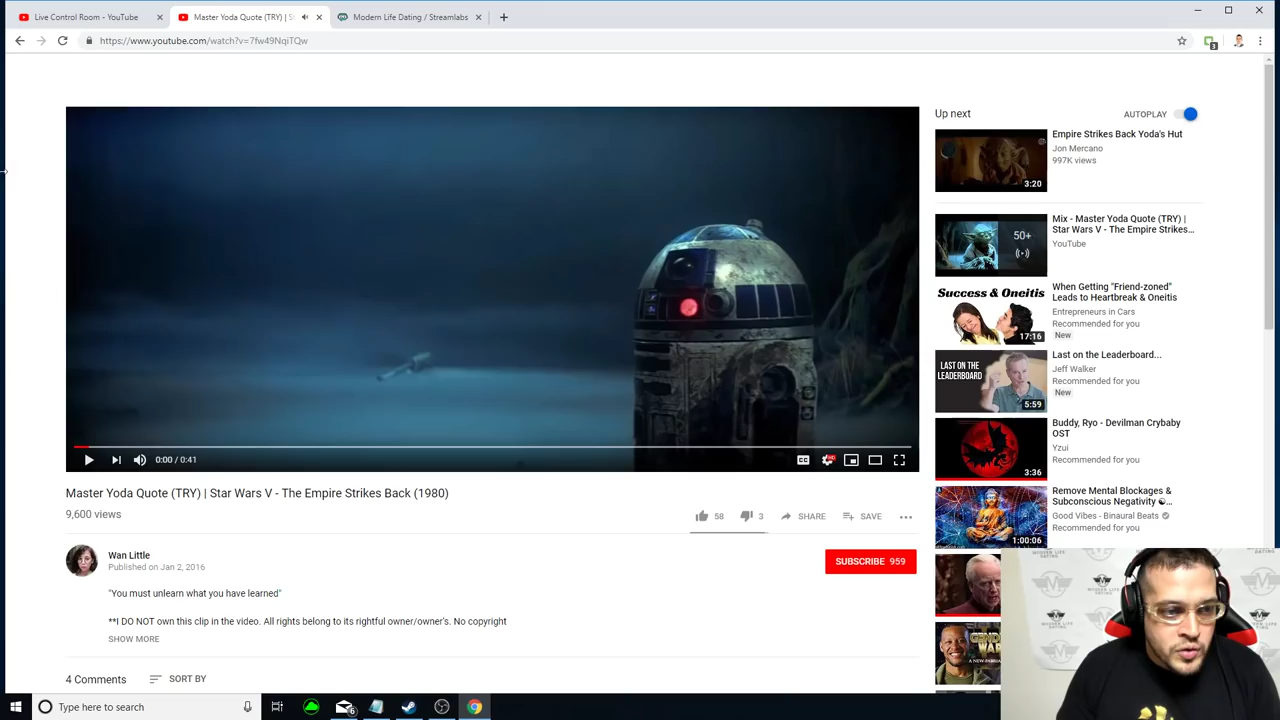 Live Control Room - YouTube
Master Yoda Quote (TRY) | S
Modern Life Dating / Streamlabs
https://www.youtube.com/watch?v=7fw49NqiTQw
3
Up next
AUTOPLAY
Empire Strikes Back Yoda's Hut
Jon Mercano
997K views
3:20
Mix - Master Yoda Quote (TRY) |
Star Wars V - The Empire Strikes...
YouTube
50+
When Getting "Friend-zoned"
Leads to Heartbreak & Oneitis
Entrepreneurs in Cars
Recommended for you
New
Success & Oneitis
17:16
Last on the Leaderboard...
Jeff Walker
Recommended for you
New
LAST ON THE
LEADERBOARD
5:59
Buddy, Ryo - Devilman Crybaby
OST
Yzui
Recommended for you
3:36
Remove Mental Blockages &
Subconscious Negativity ☯...
Good Vibes - Binaural Beats
Recommended for you
1:00:06
0:00 / 0:41
CC
HD
Master Yoda Quote (TRY) | Star Wars V - The Empire Strikes Back (1980)
9,600 views
58
3
SHARE
SAVE
Wan Little
Published on Jan 2, 2016
SUBSCRIBE 959
"You must unlearn what you have learned"
**I DO NOT own this clip in the video. All rights belong to its rightful owner/owner's. No copyright
SHOW MORE
4 Comments
SORT BY
MODERN LIFE
DATING
Type here to search